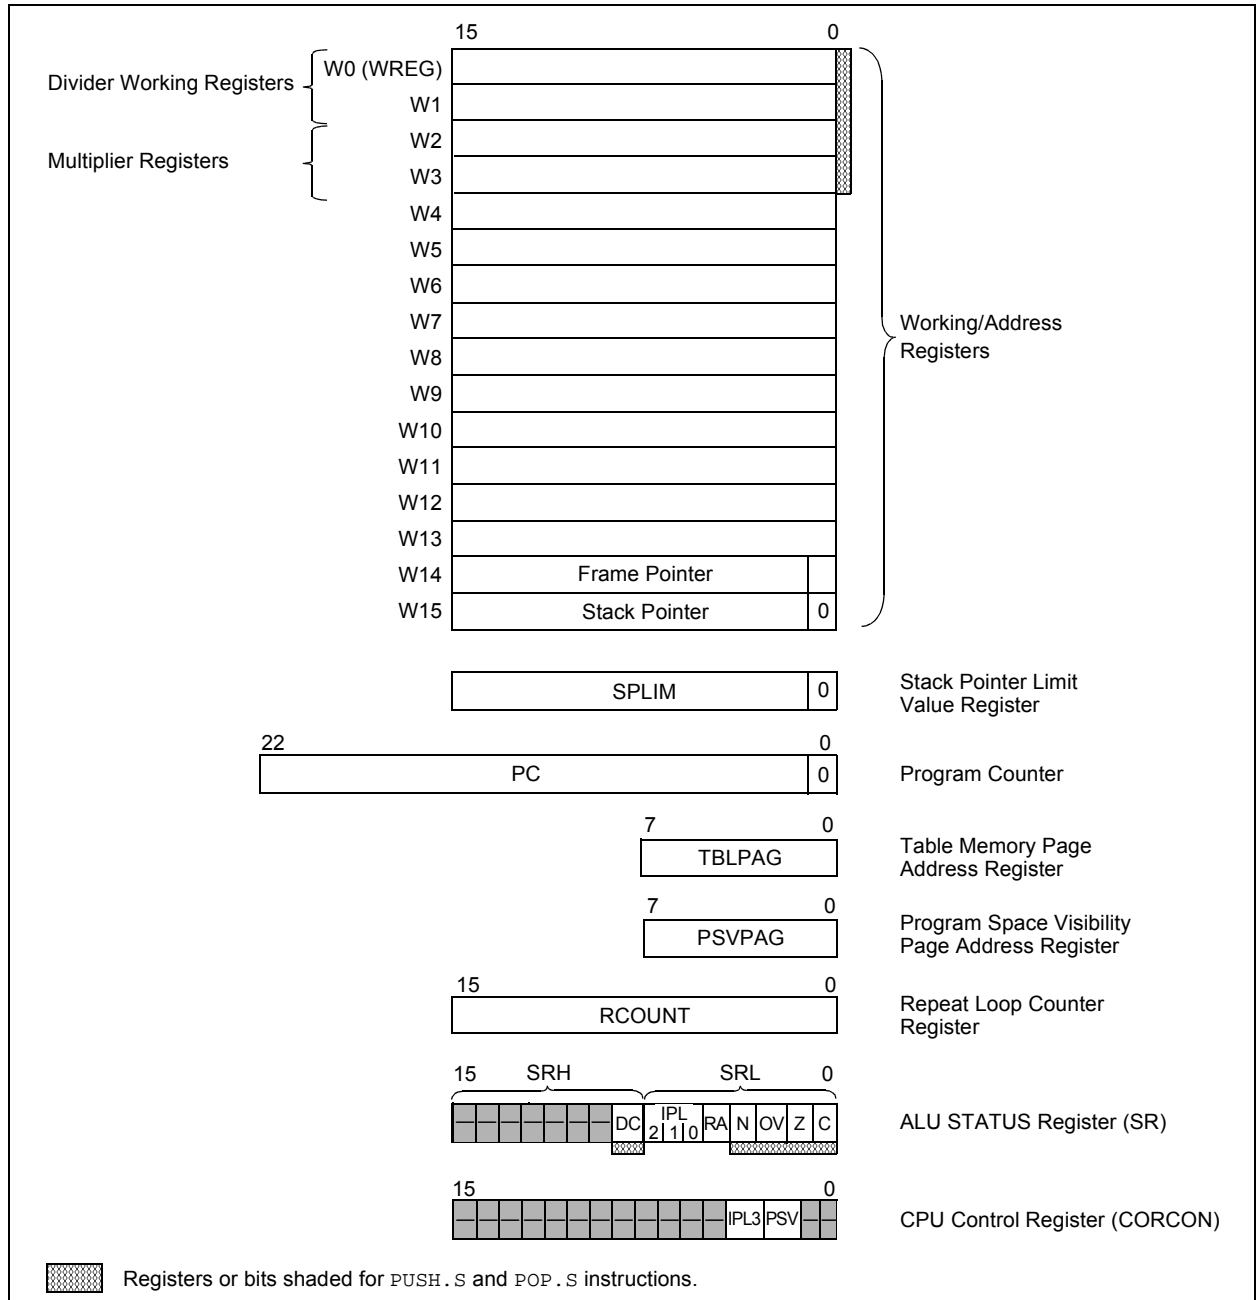 15 0
Divider Working Registers
W0 (WREG)
W1
Multiplier Registers
W2
W3
W4
W5
W6
W7
Working/Address
Registers
W8
W9
W10
W11
W12
W13
W14 Frame Pointer
W15 Stack Pointer 0
SPLIM 0
Stack Pointer Limit
Value Register
22 0
PC 0 Program Counter
7 0
TBLPAG
Table Memory Page
Address Register
7 0
PSVPAG
Program Space Visibility
Page Address Register
15 0
RCOUNT
Repeat Loop Counter
Register
15 SRH SRL 0
— — — — — — — DC IPL 2 1 0 RA N OV Z C ALU STATUS Register (SR)
15 0
— — — — — — — — — — — — IPL3 PSV — — CPU Control Register (CORCON)
Registers or bits shaded for PUSH.S and POP.S instructions.